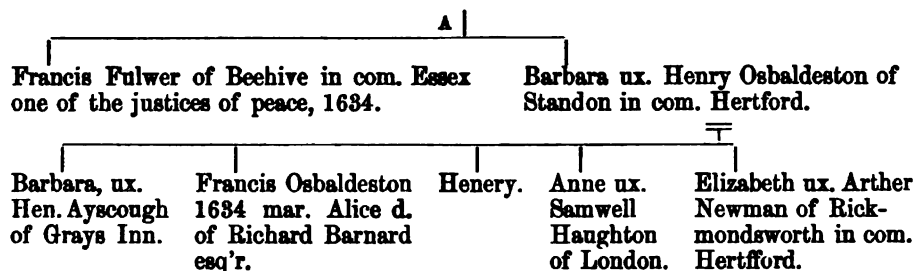 A
Francis Fulwer of Beehive in com. Essex
one of the justices of peace, 1634.
Barbara ux. Henry Osbaldeston of
Standon in com. Hertford.
Barbara, ux.
Hen. Ayscough
of Grays Inn.
Francis Osbaldeston
1634 mar. Alice d.
of Richard Barnard
esq'r.
Henery.
Anne ux.
Samwell
Haughton
of London.
Elizabeth ux. Arther
Newman of Rick-
mondsworth in com.
Hertfford.